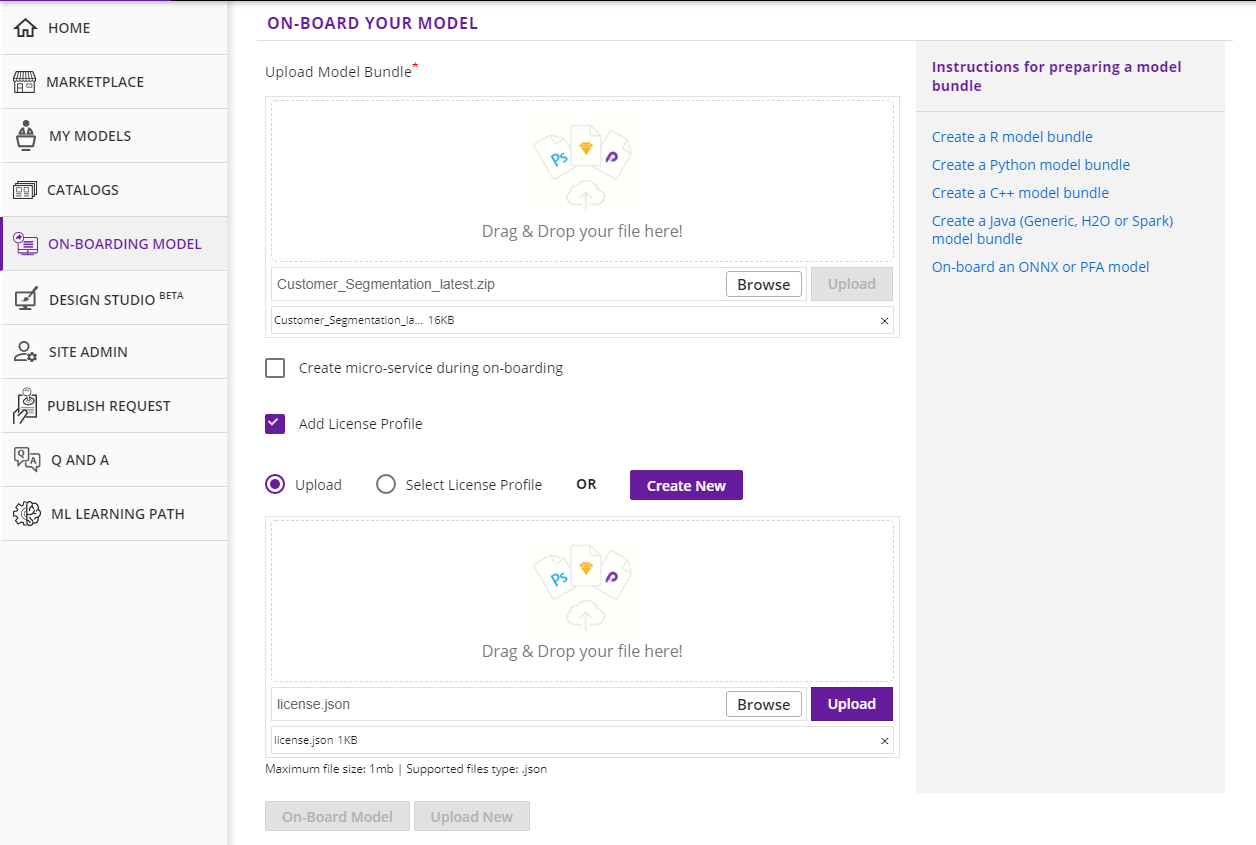 HOME
MARKETPLACE
MY MODELS
CATALOGS
ON-BOARDING MODEL
DESIGN STUDIO BETA
SITE ADMIN
PUBLISH REQUEST
Q AND A
ML LEARNING PATH
ON-BOARD YOUR MODEL
Upload Model Bundle*
Ps
Drag & Drop your file here!
Customer_Segmentation_latest.zip Browse Upload
Customer_Segmentation_la... 16KB ×
Create micro-service during on-boarding
Add License Profile
Upload Select License Profile OR Create New
Ps
Drag & Drop your file here!
license.json Browse Upload
license.json 1KB ×
Maximum file size: 1mb | Supported files type: .json
On-Board Model Upload New
Instructions for preparing a model
bundle
Create a R model bundle
Create a Python model bundle
Create a C++ model bundle
Create a Java (Generic, H2O or Spark)
model bundle
On-board an ONNX or PFA model